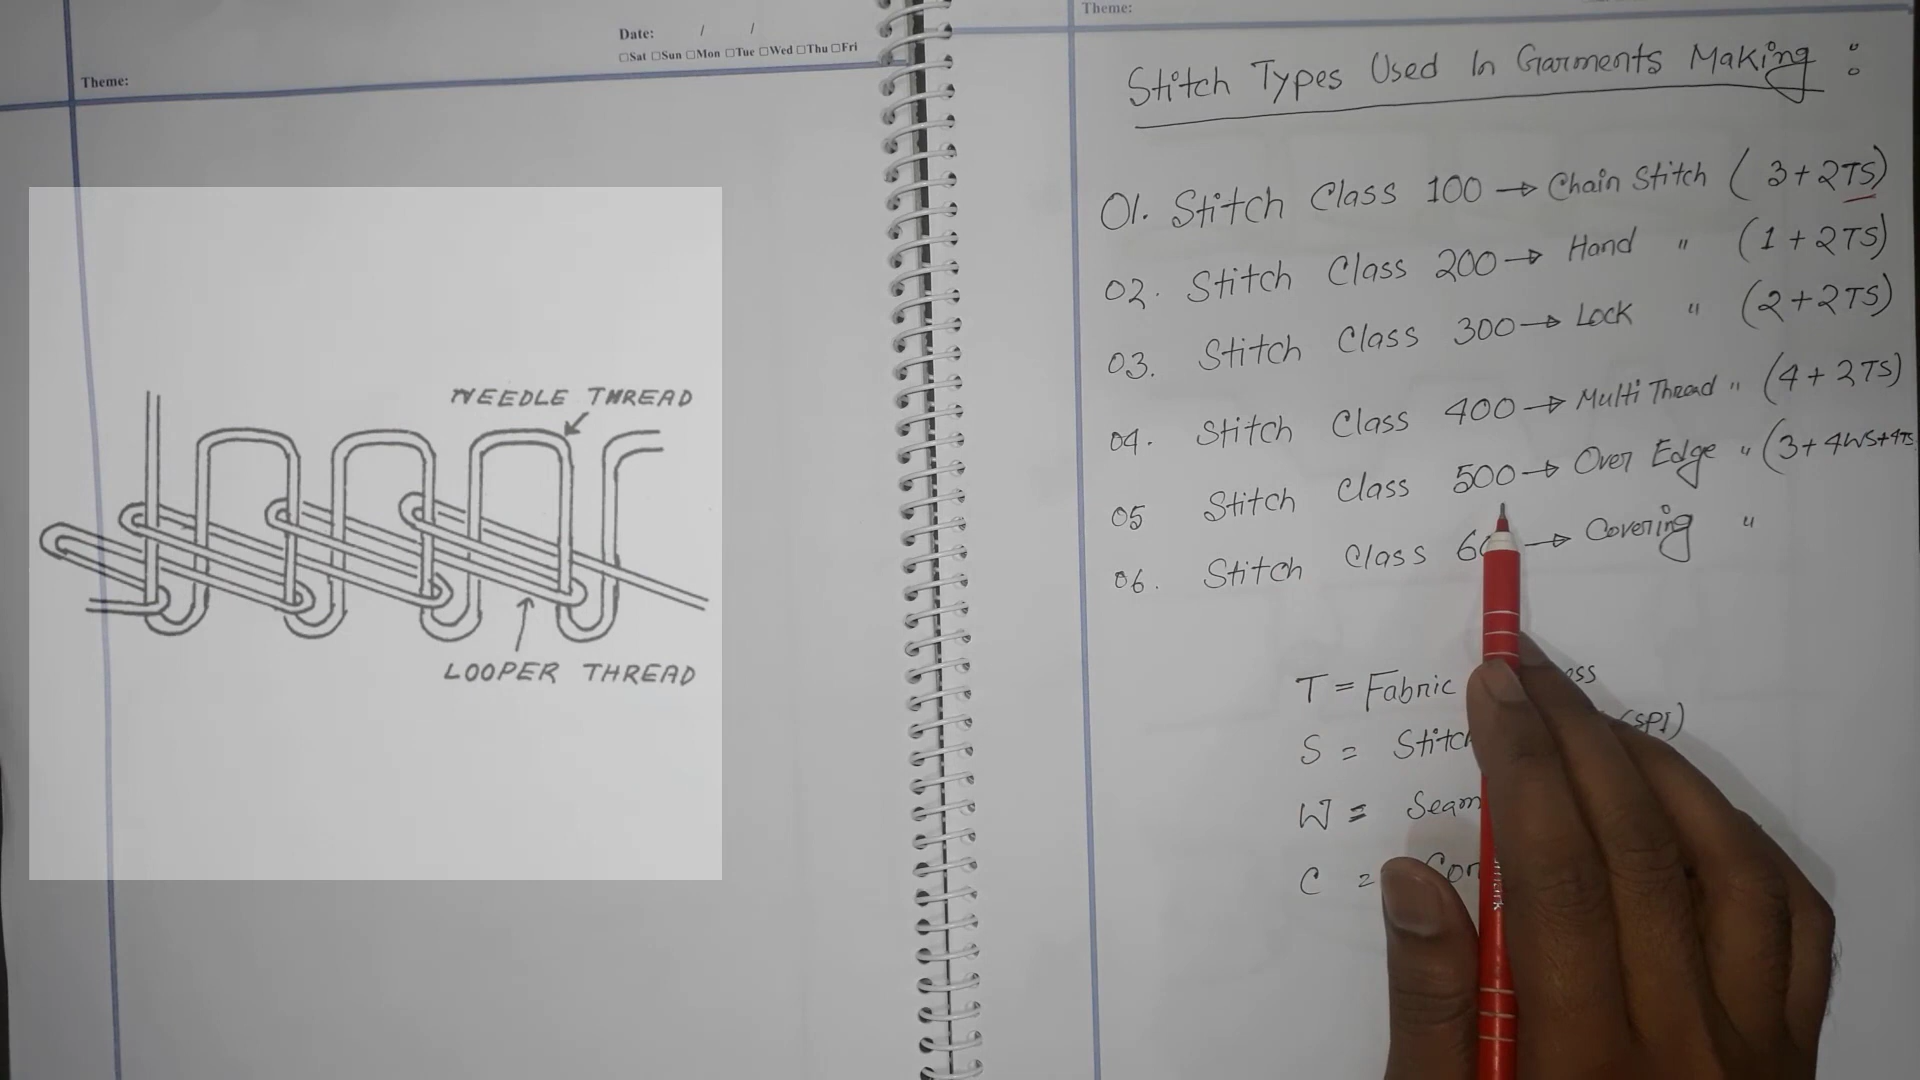 Date: / /
□Sat □Sun □Mon □Tue □Wed □Thu □Fri
Theme:
NEEDLE THREAD
LOOPER THREAD
Theme:
Stitch Types Used In Garments Making :
01. Stitch Class 100 → Chain Stitch ( 3+2TS)
02. Stitch Class 200 → Hand " (1+2TS)
03. Stitch Class 300 → Lock " (2+2TS)
04. Stitch Class 400 → Multi Thread " (4+2TS)
05 Stitch Class 500 → Over Edge " (3+4WS+4TS
06. Stitch Class → Covering "
T = Fabric
S = (SPI)
W = Seam
C =